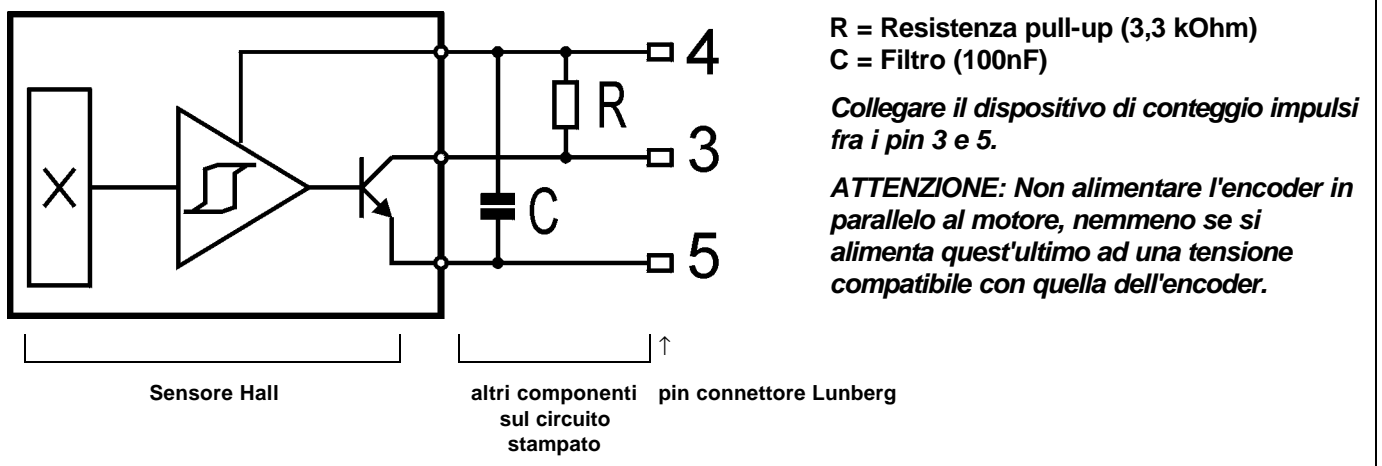 4
R
3
C
5
X
R = Resistenza pull-up (3,3 kOhm)
C = Filtro (100nF)
Collegare il dispositivo di conteggio impulsi
fra i pin 3 e 5.
ATTENZIONE: Non alimentare l'encoder in
parallelo al motore, nemmeno se si
alimenta quest'ultimo ad una tensione
compatibile con quella dell'encoder.
↑
Sensore Hall
altri componenti
sul circuito
stampato
pin connettore Lunberg